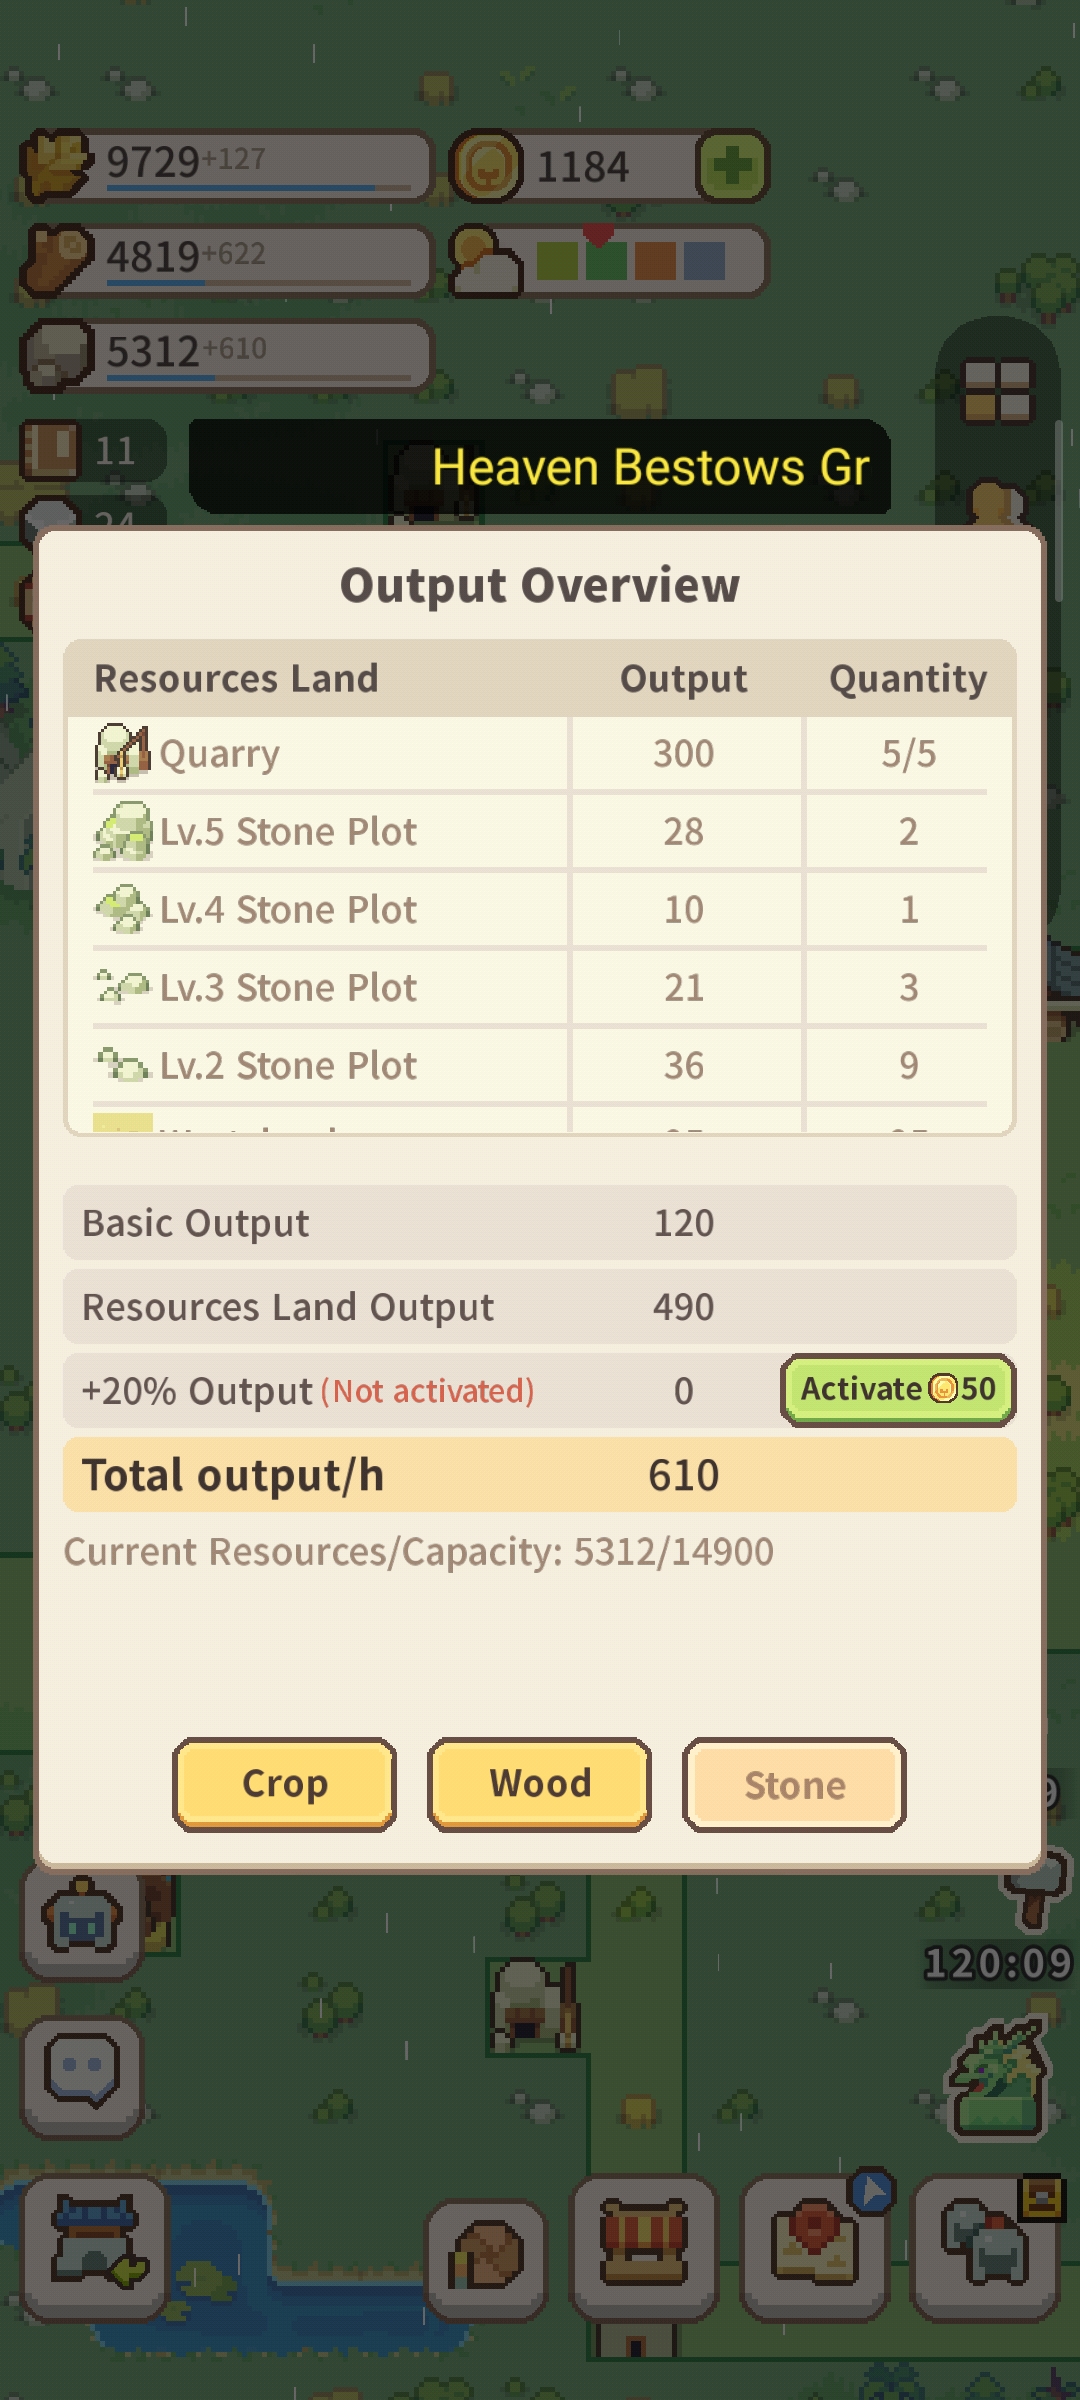 9729+127
1184
4819+622
5312+610
11
24
Heaven Bestows Gr
Output Overview
Resources Land Output Quantity
Quarry 300 5/5
Lv.5 Stone Plot 28 2
Lv.4 Stone Plot 10 1
Lv.3 Stone Plot 21 3
Lv.2 Stone Plot 36 9
Basic Output 120
Resources Land Output 490
+20% Output (Not activated) 0 Activate 50
Total output/h 610
Current Resources/Capacity: 5312/14900
Crop Wood Stone
120:09